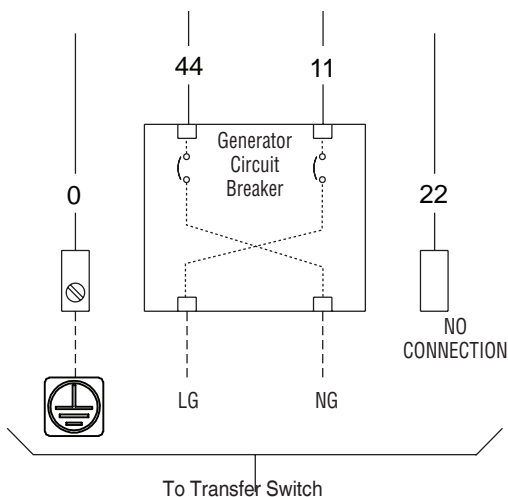 44
11
Generator
Circuit
Breaker
0
22
NO
CONNECTION
LG
NG
To Transfer Switch